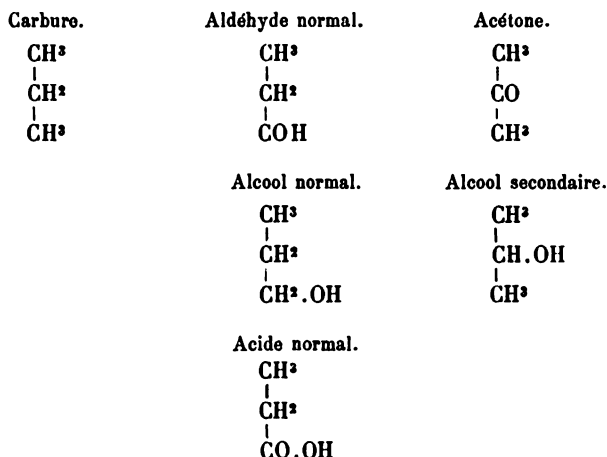 Carbure. Aldéhyde normal. Acétone.
CH³ CH³ CH³
CH² CH² CO
CH³ COH CH³
Alcool normal. Alcool secondaire.
CH³ CH³
CH² CH.OH
CH².OH CH³
Acide normal.
CH³
CH²
CO.OH